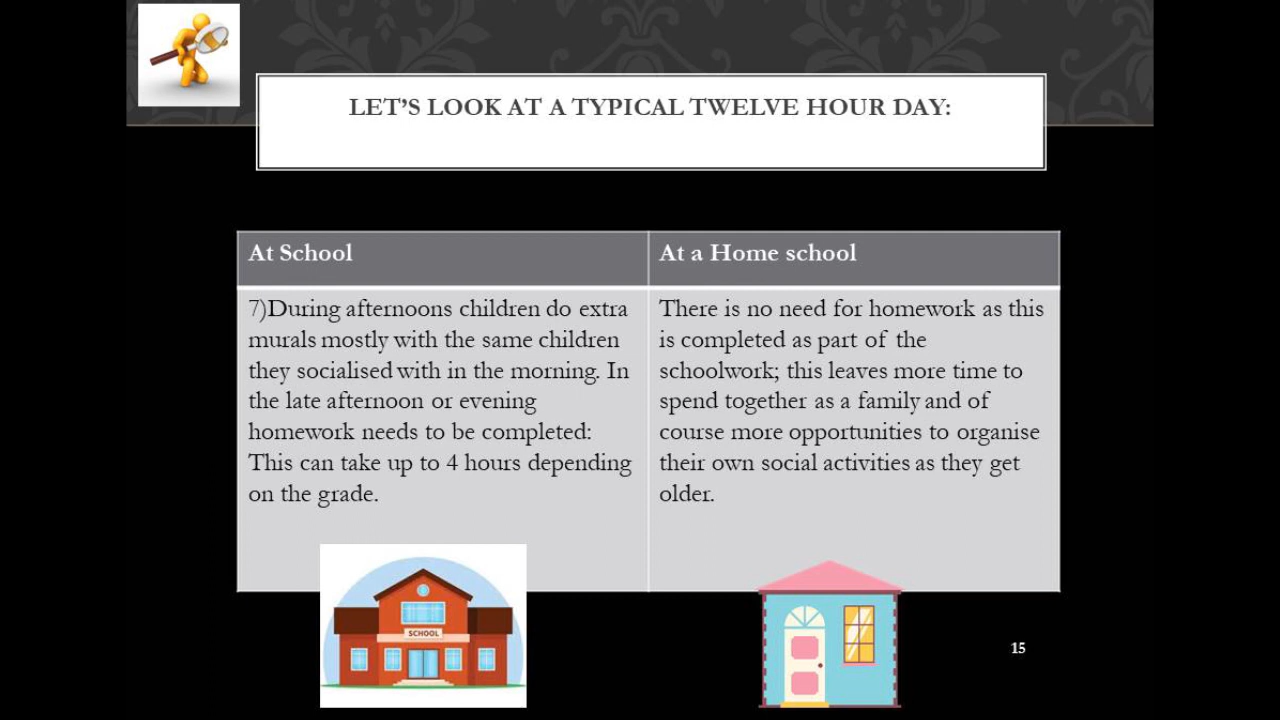 LET’S LOOK AT A TYPICAL TWELVE HOUR DAY:
At School
At a Home school
7)During afternoons children do extra
murals mostly with the same children
they socialised with in the morning. In
the late afternoon or evening
homework needs to be completed:
This can take up to 4 hours depending
on the grade.
There is no need for homework as this
is completed as part of the
schoolwork; this leaves more time to
spend together as a family and of
course more opportunities to organise
their own social activities as they get
older.
SCHOOL
15